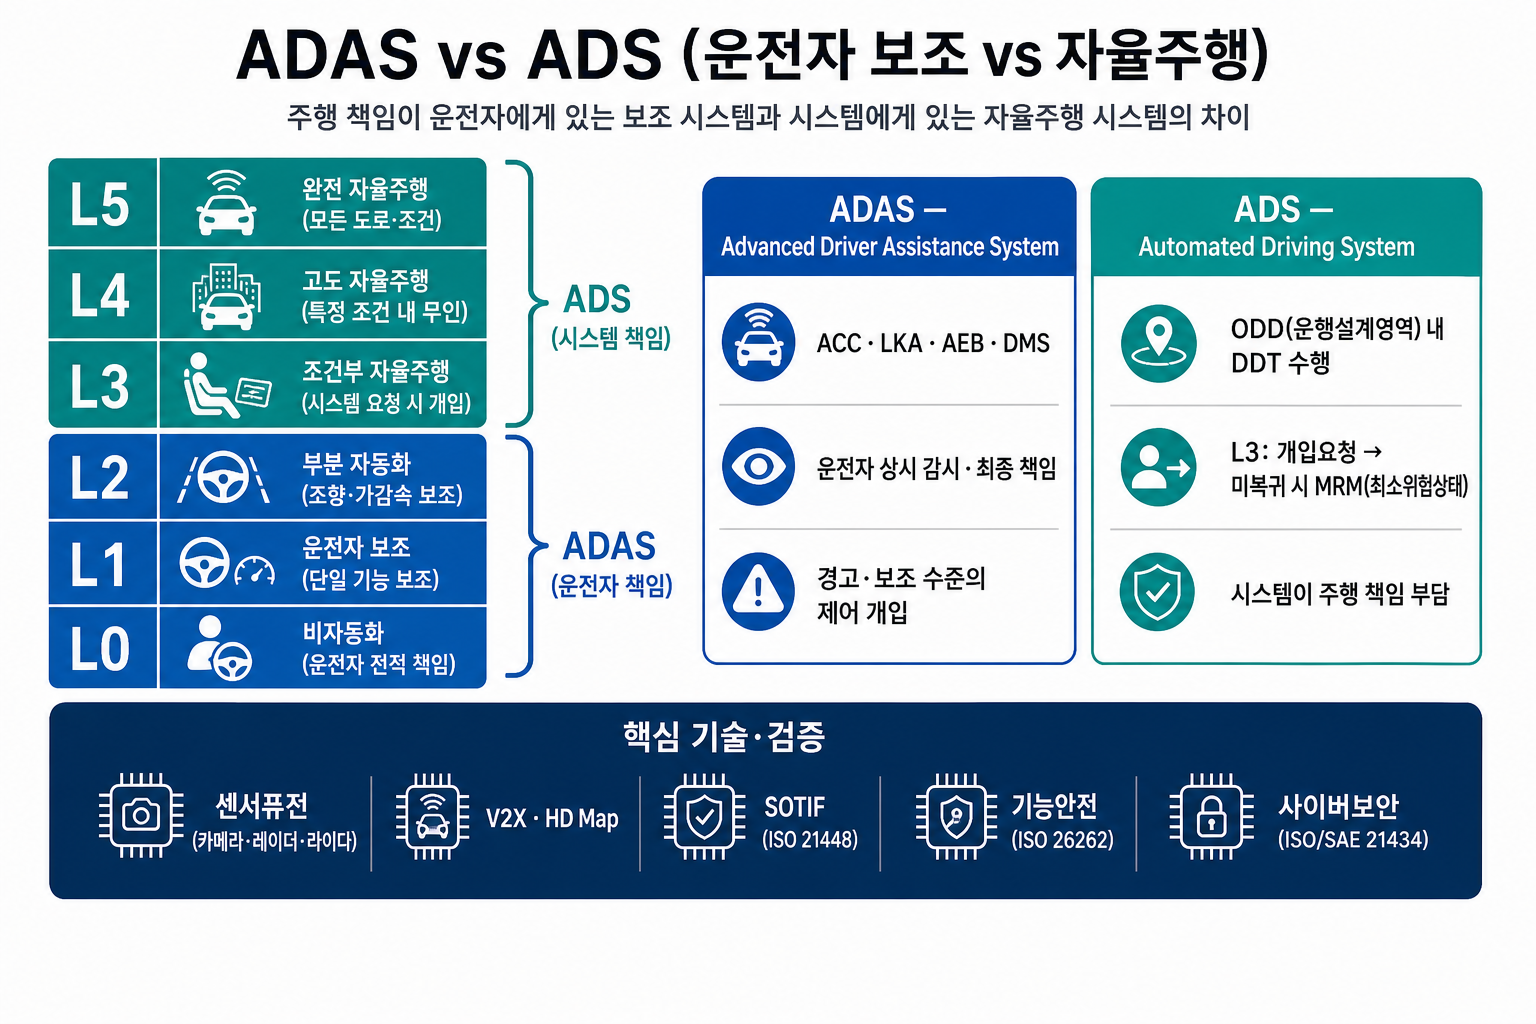 ADAS vs ADS (운전자 보조 vs 자율주행)
주행 책임이 운전자에게 있는 보조 시스템과 시스템에게 있는 자율주행 시스템의 차이
L5
완전 자율주행
(모든 도로·조건)
L4
고도 자율주행
(특정 조건 내 무인)
L3
조건부 자율주행
(시스템 요청 시 개입)
ADS
(시스템 책임)
L2
부분 자동화
(조향·가감속 보조)
L1
운전자 보조
(단일 기능 보조)
L0
비자동화
(운전자 전적 책임)
ADAS
(운전자 책임)
ADAS –
Advanced Driver Assistance System
ACC · LKA · AEB · DMS
운전자 상시 감시 · 최종 책임
경고·보조 수준의
제어 개입
ADS –
Automated Driving System
ODD(운행설계영역) 내
DDT 수행
L3: 개입요청 →
미복귀 시 MRM(최소위험상태)
시스템이 주행 책임 부담
핵심 기술·검증
센서퓨전
(카메라·레이더·라이다)
V2X · HD Map
SOTIF
(ISO 21448)
기능안전
(ISO 26262)
사이버보안
(ISO/SAE 21434)